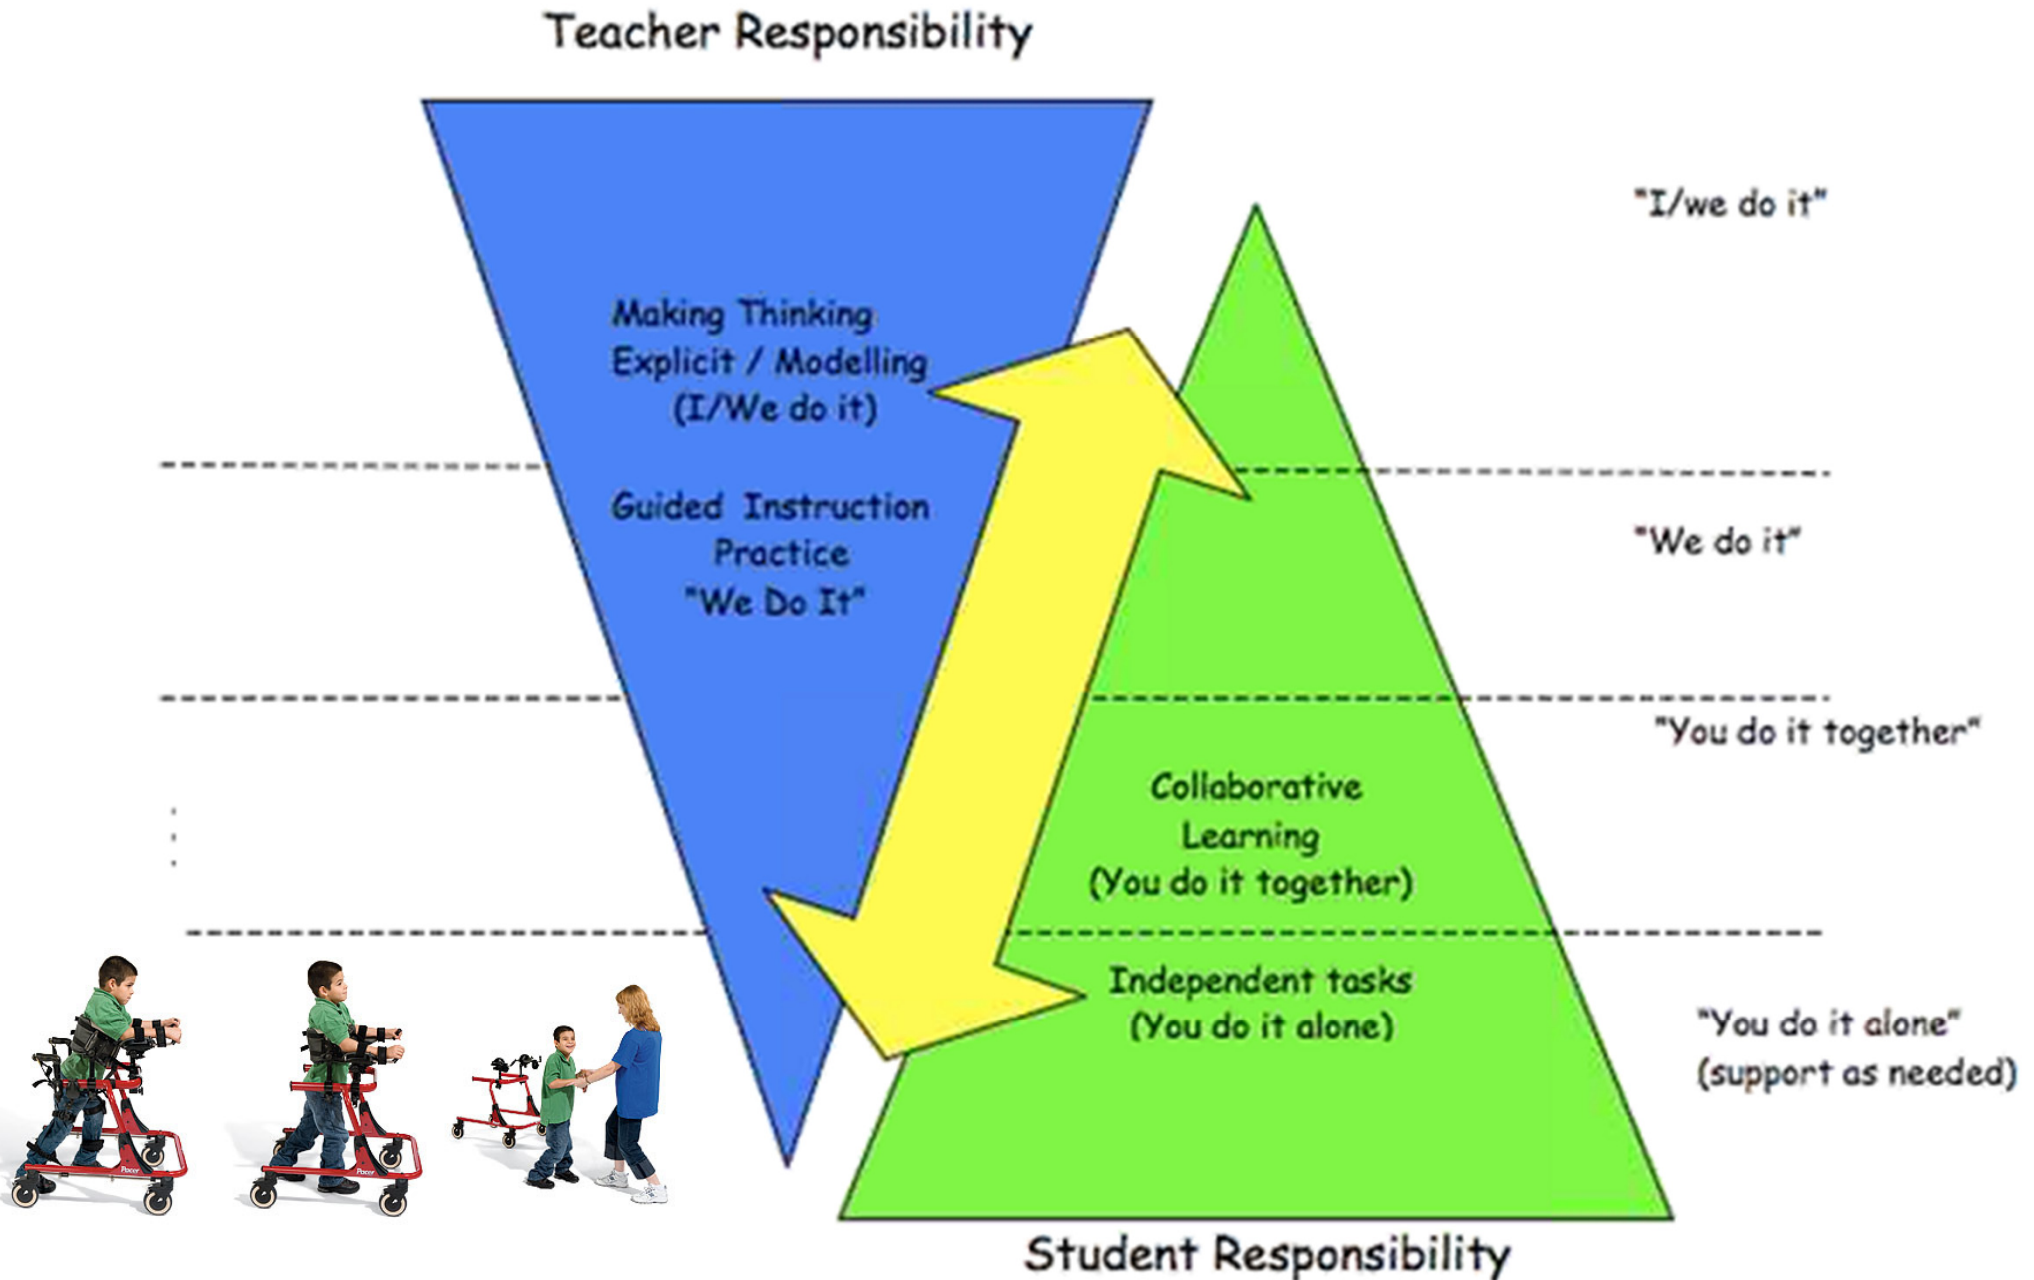 Teacher Responsibility
"I/we do it"
Making Thinking
Explicit / Modelling
(I/We do it)
Guided Instruction
Practice
"We Do It"
"We do it"
"You do it together"
Collaborative
Learning
(You do it together)
Independent tasks
(You do it alone)
"You do it alone"
(support as needed)
Pacer
Pacer
Student Responsibility